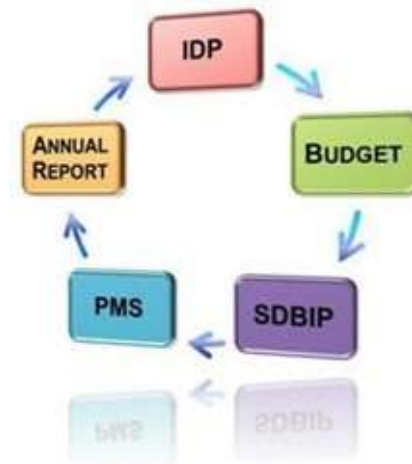 IDP
BUDGET
SDBIP
PMS
ANNUAL
REPORT